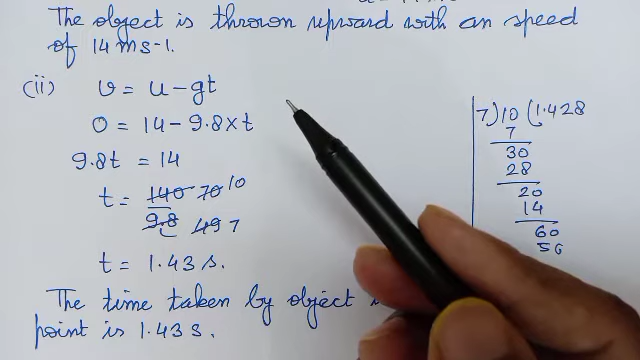 The object is thrown upward with an speed
of 14 ms-1.
(ii) v = u - gt
0 = 14 - 9.8 x t
9.8t = 14
t = 140 70 10
9.8 49 7
t = 1.43 s.
The time taken by object
point is 1.43 s.
7) 10 ( 1.428
7
30
28
20
14
60
56